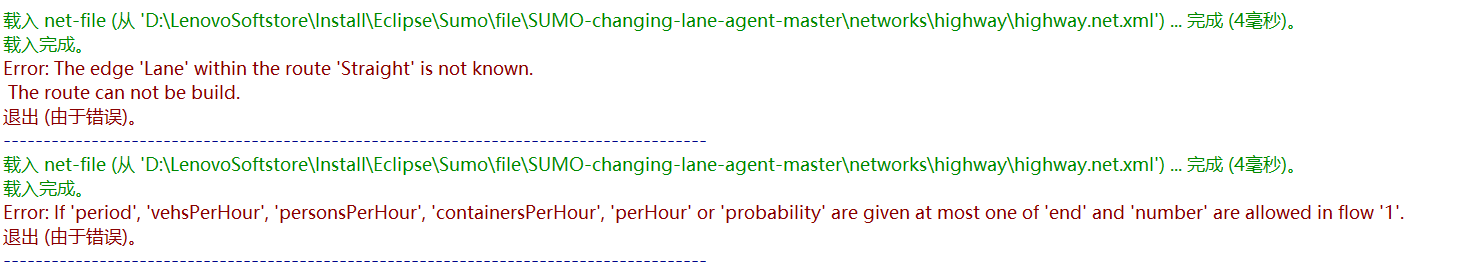 载入 net-file (从 'D:\LenovoSoftstore\Install\Eclipse\Sumo\file\SUMO-changing-lane-agent-master\networks\highway\highway.net.xml') ... 完成 (4毫秒)。
载入完成。
Error: The edge 'Lane' within the route 'Straight' is not known.
 The route can not be build.
退出 (由于错误)。
----------------------------------------------------------------------------------------
载入 net-file (从 'D:\LenovoSoftstore\Install\Eclipse\Sumo\file\SUMO-changing-lane-agent-master\networks\highway\highway.net.xml') ... 完成 (4毫秒)。
载入完成。
Error: If 'period', 'vehsPerHour', 'personsPerHour', 'containersPerHour', 'perHour' or 'probability' are given at most one of 'end' and 'number' are allowed in flow '1'.
退出 (由于错误)。
----------------------------------------------------------------------------------------